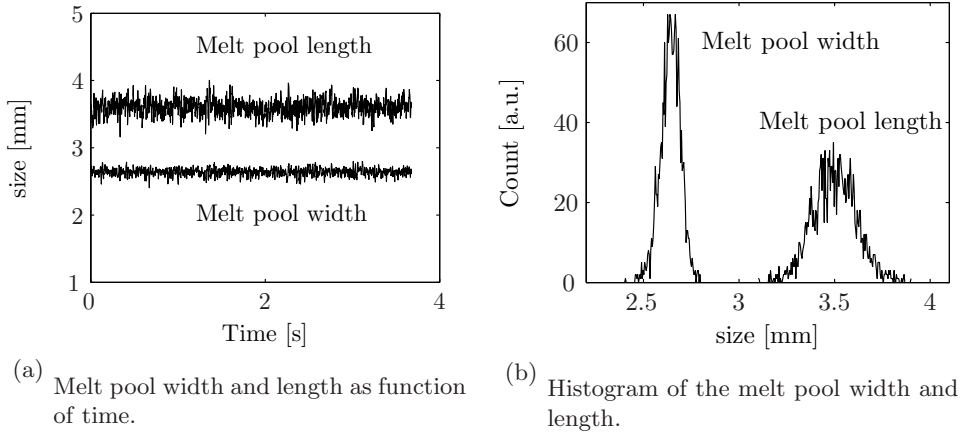 5
4
3
2
1
0
2
4
size [mm]
Time [s]
Melt pool length
Melt pool width
(a) Melt pool width and length as function
of time.
60
40
20
0
2.5
3
3.5
4
Count [a.u.]
size [mm]
Melt pool width
Melt pool length
(b) Histogram of the melt pool width and
length.